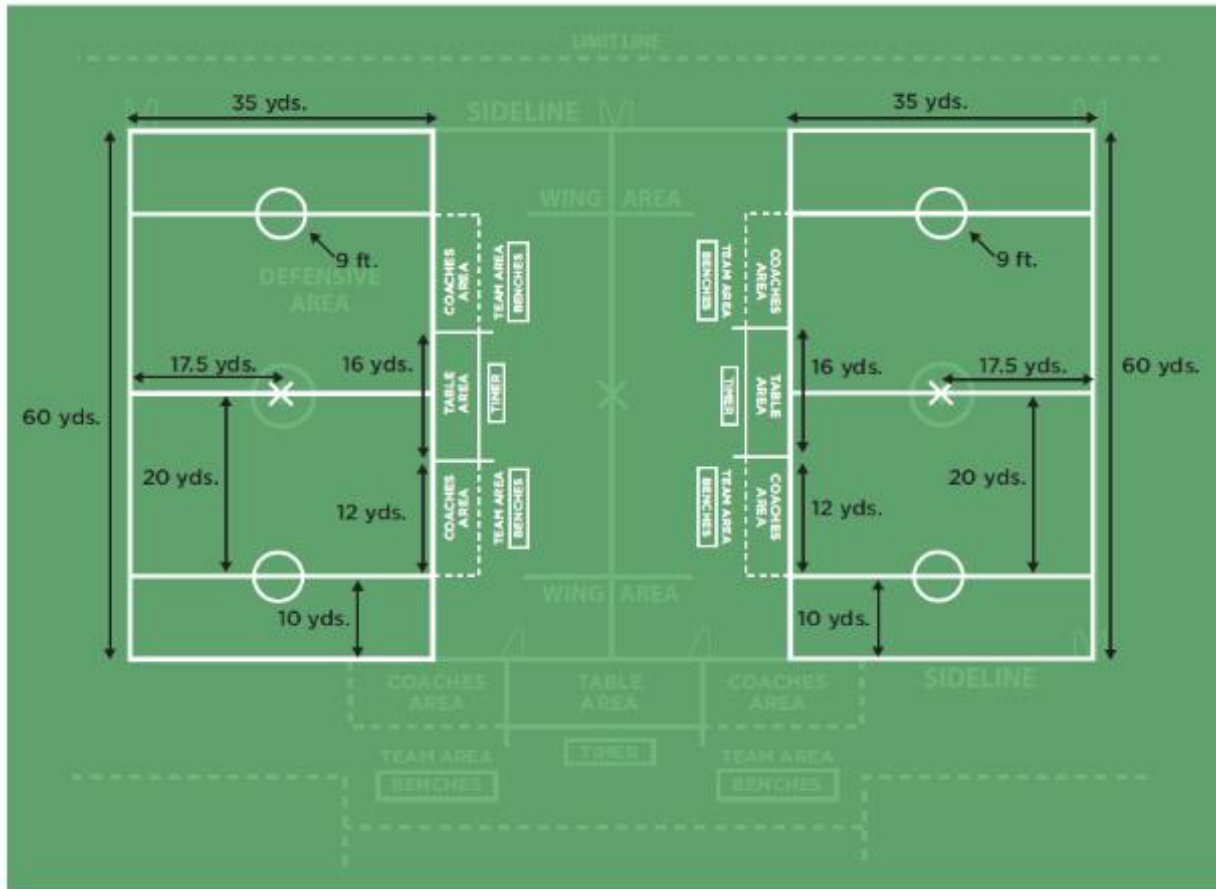 LIMIT LINE
35 yds.
SIDELINE
35 yds.
WING AREA
9 ft.
DEFENSIVE
AREA
COACHES
AREA
TEAM AREA
BENCHES
BENCHES
TEAM AREA
COACHES
AREA
9 ft.
17.5 yds.
16 yds.
TABLE
AREA
TIMER
TIMER
TABLE
AREA
16 yds.
17.5 yds.
60 yds.
60 yds.
20 yds.
12 yds.
COACHES
AREA
TEAM AREA
BENCHES
BENCHES
TEAM AREA
COACHES
AREA
12 yds.
20 yds.
10 yds.
WING AREA
10 yds.
COACHES
AREA
TABLE
AREA
COACHES
AREA
SIDELINE
TEAM AREA
BENCHES
TIMER
TEAM AREA
BENCHES